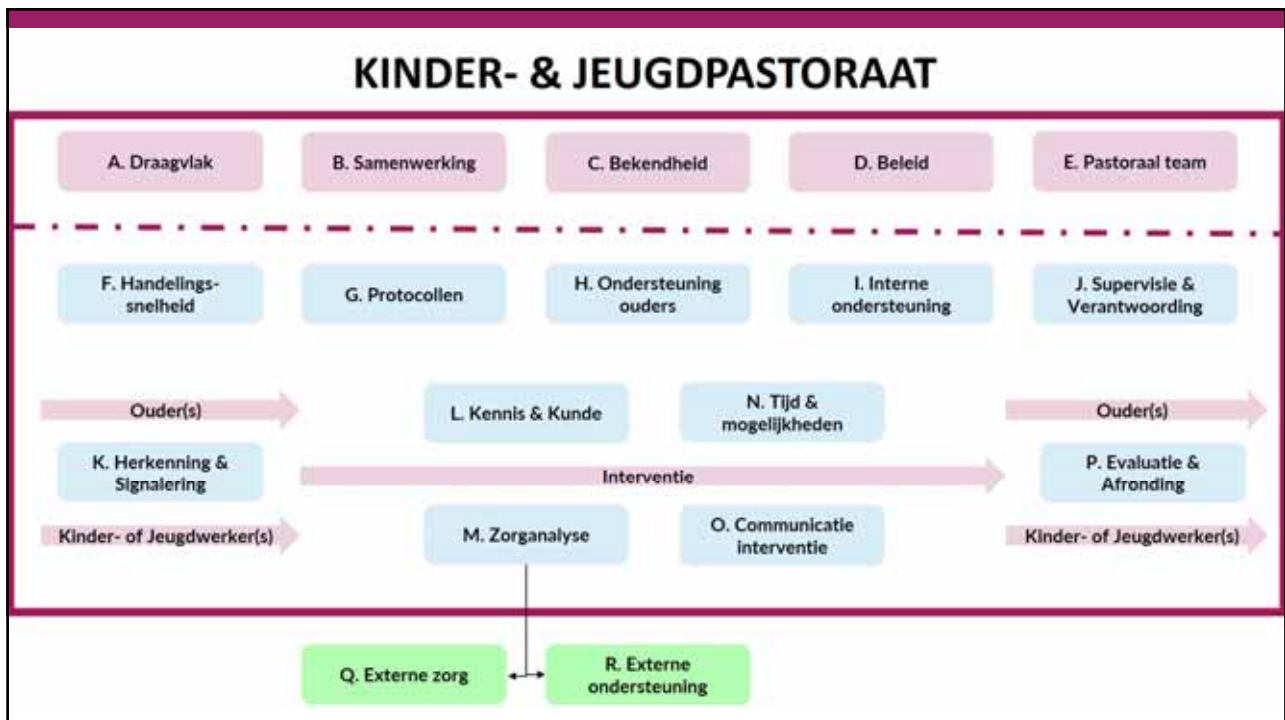 KINDER- & JEUGDPASTORAAT
A. Draagvlak
B. Samenwerking
C. Bekendheid
D. Beleid
E. Pastoraal team
F. Handelings-
snelheid
G. Protocollen
H. Ondersteuning
ouders
I. Interne
ondersteuning
J. Supervisie &
Verantwoording
Ouder(s)
L. Kennis & Kunde
N. Tijd &
mogelijkheden
Ouder(s)
K. Herkenning &
Signalering
Interventie
P. Evaluatie &
Afronding
Kinder- of Jeugdwerker(s)
M. Zorganalyse
O. Communicatie
interventie
Kinder- of Jeugdwerker(s)
Q. Externe zorg
R. Externe
ondersteuning